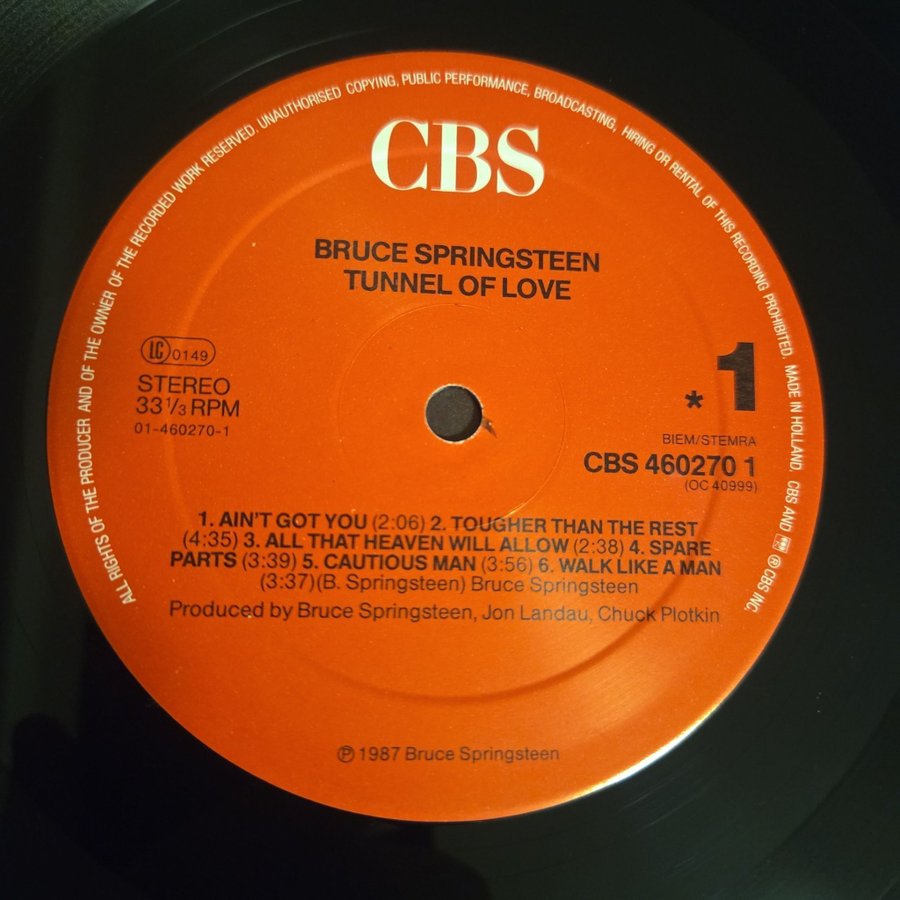 ALL RIGHTS OF THE PRODUCER AND OF THE OWNER OF THE RECORDED WORK RESERVED. UNAUTHORISED COPYING, PUBLIC PERFORMANCE, BROADCASTING, HIRING OR RENTAL OF THIS RECORDING PROHIBITED. MADE IN HOLLAND. CBS AND ℗ CBS INC.
CBS
BRUCE SPRINGSTEEN
TUNNEL OF LOVE
LC 0149
STEREO
33 1/3 RPM
01-460270-1
* 1
BIEM/STEMRA
CBS 460270 1
(OC 40999)
1. AIN'T GOT YOU (2:06) 2. TOUGHER THAN THE REST
(4:35) 3. ALL THAT HEAVEN WILL ALLOW (2:38) 4. SPARE
PARTS (3:39) 5. CAUTIOUS MAN (3:56) 6. WALK LIKE A MAN
(3:37)(B. Springsteen) Bruce Springsteen
Produced by Bruce Springsteen, Jon Landau, Chuck Plotkin
℗ 1987 Bruce Springsteen